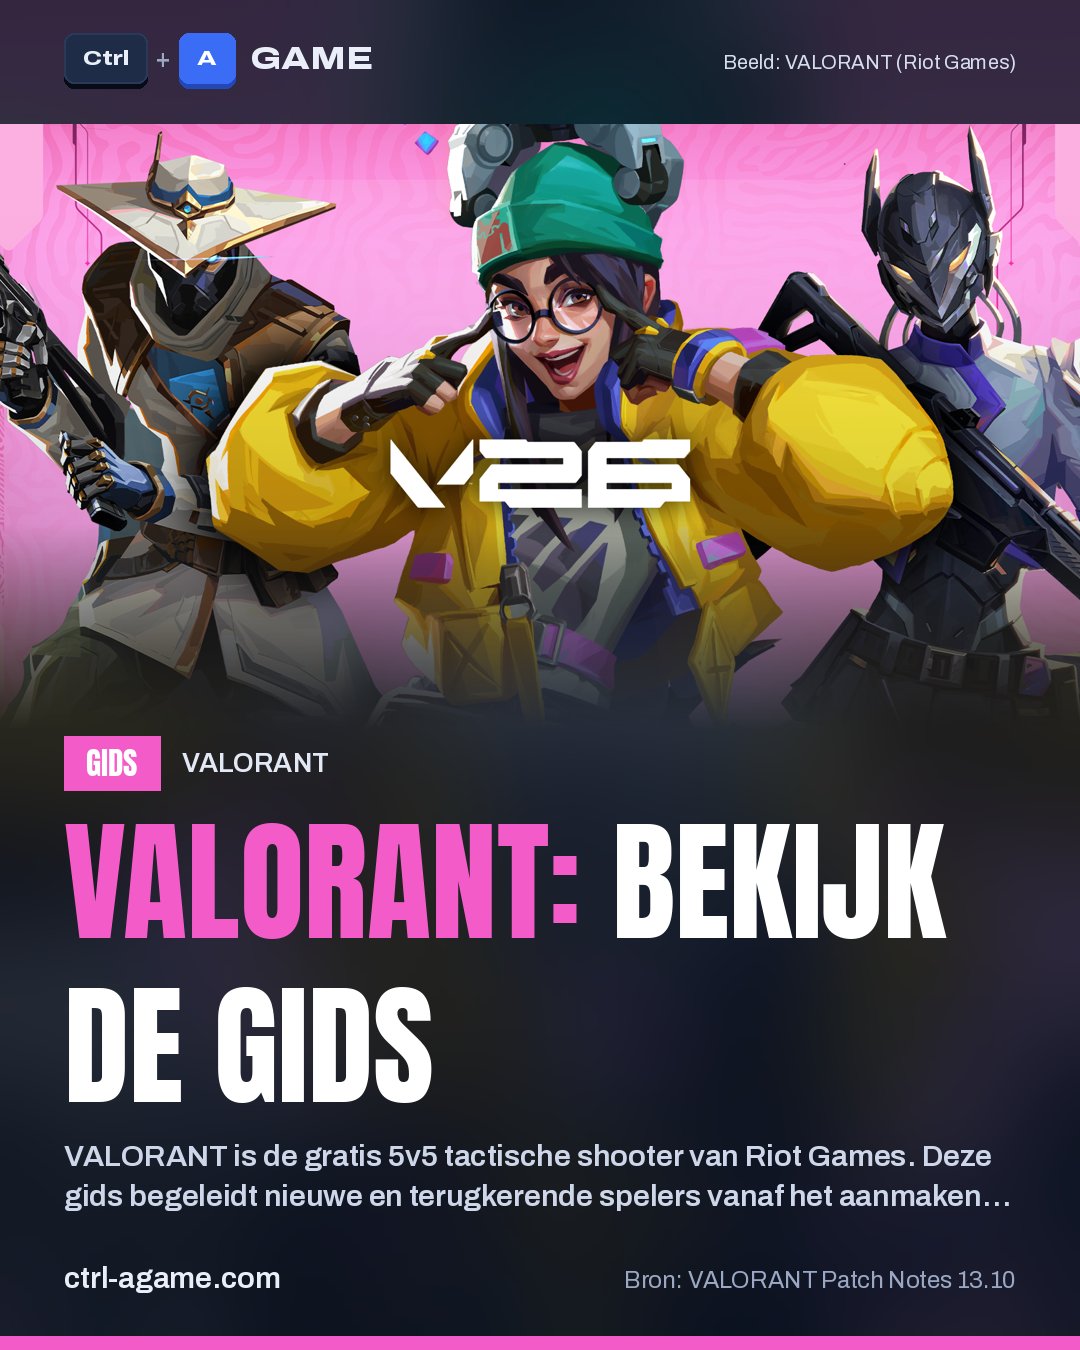 Ctrl + A GAME
Beeld: VALORANT (Riot Games)
V26
GIDS VALORANT
VALORANT: BEKIJK
DE GIDS
VALORANT is de gratis 5v5 tactische shooter van Riot Games. Deze
gids begeleidt nieuwe en terugkerende spelers vanaf het aanmaken...
ctrl-agame.com
Bron: VALORANT Patch Notes 13.10